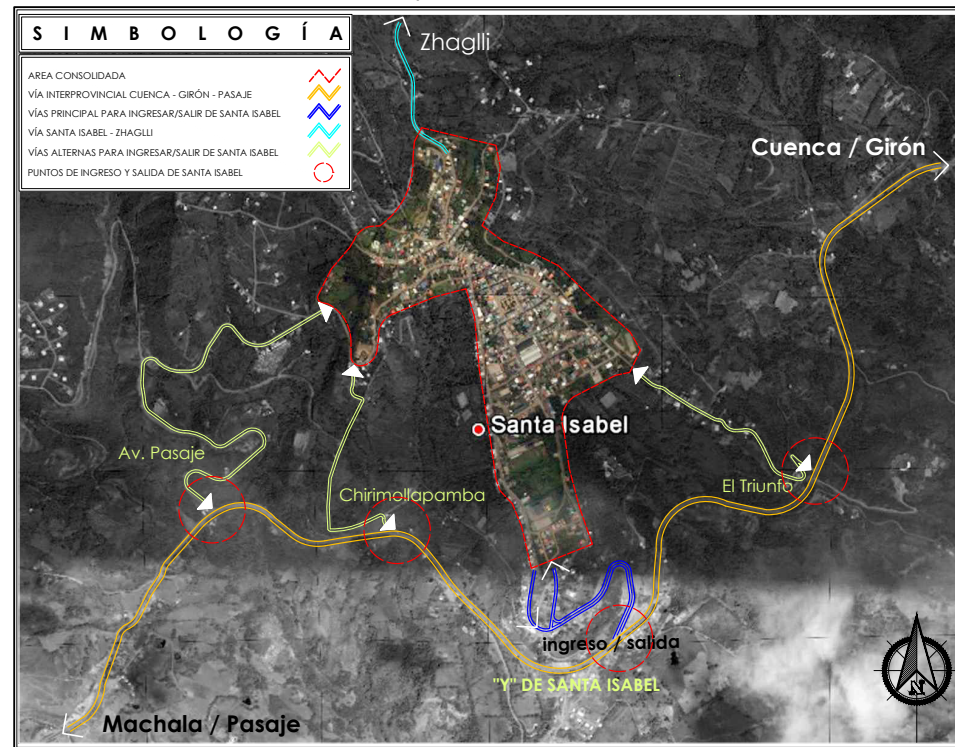 SIMBOLOGÍA
AREA CONSOLIDADA
VÍA INTERPROVINCIAL CUENCA - GIRÓN - PASAJE
VÍAS PRINCIPAL PARA INGRESAR/SALIR DE SANTA ISABEL
VÍA SANTA ISABEL - ZHAGLLI
VÍAS ALTERNAS PARA INGRESAR/SALIR DE SANTA ISABEL
PUNTOS DE INGRESO Y SALIDA DE SANTA ISABEL
Zhaglli
Cuenca / Girón
Santa Isabel
Av. Pasaje
Chirimollapamba
El Triunfo
ingreso / salida
"Y" DE SANTA ISABEL
Machala / Pasaje
N